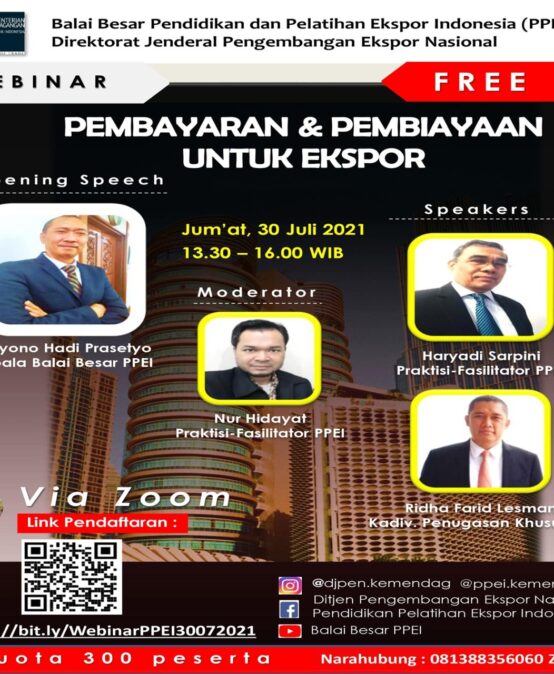 Balai Besar Pendidikan dan Pelatihan Ekspor Indonesia (PPE
Direktorat Jenderal Pengembangan Ekspor Nasional
EBINAR
FREE
PEMBAYARAN & PEMBIAYAAN
UNTUK EKSPOR
ening Speech
Jum'at, 30 Juli 2021
13.30 – 16.00 WIB
Speakers
Moderator
yono Hadi Prasetyo
ala Balai Besar PPEI
Haryadi Sarpini
Praktisi-Fasilitator PP
Nur Hidayat
Praktisi-Fasilitator PPEI
Ridha Farid Lesman
Kadiv. Penugasan Khusu
Via Zoom
Link Pendaftaran :
//bit.ly/WebinarPPEI30072021
@djpen.kemendag @ppei.keme
Ditjen Pengembangan Ekspor Na
Pendidikan Pelatihan Ekspor Indo
Balai Besar PPEI
uota 300 peserta
Narahubung : 081388356060 Z